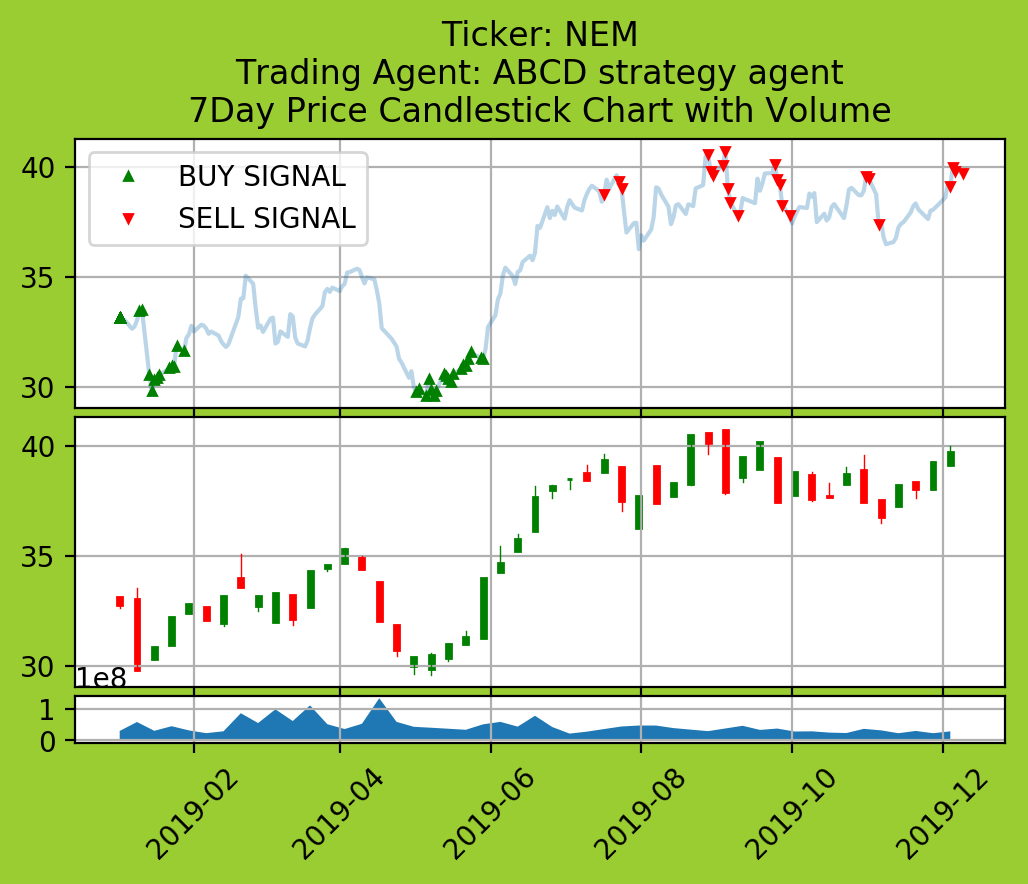 Ticker: NEM
Trading Agent: ABCD strategy agent
7Day Price Candlestick Chart with Volume
BUY SIGNAL
SELL SIGNAL
40
35
30
40
35
30
1e8
1
0
2019-02
2019-04
2019-06
2019-08
2019-10
2019-12